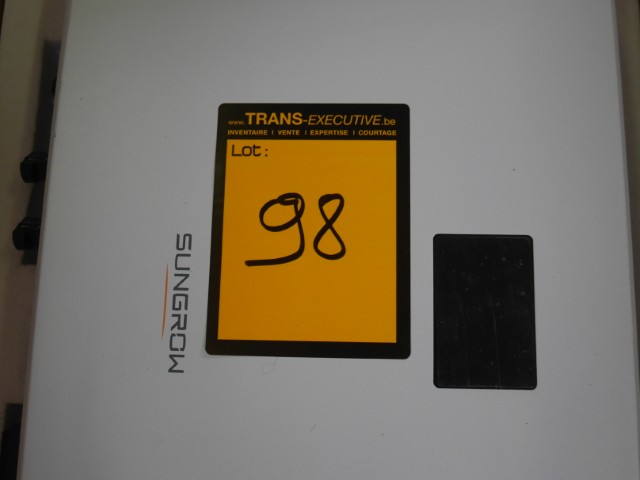 www.TRANS-EXECUTIVE.be
INVENTAIRE I VENTE I EXPERTISE I COURTAGE
Lot:
98
SUNGROW